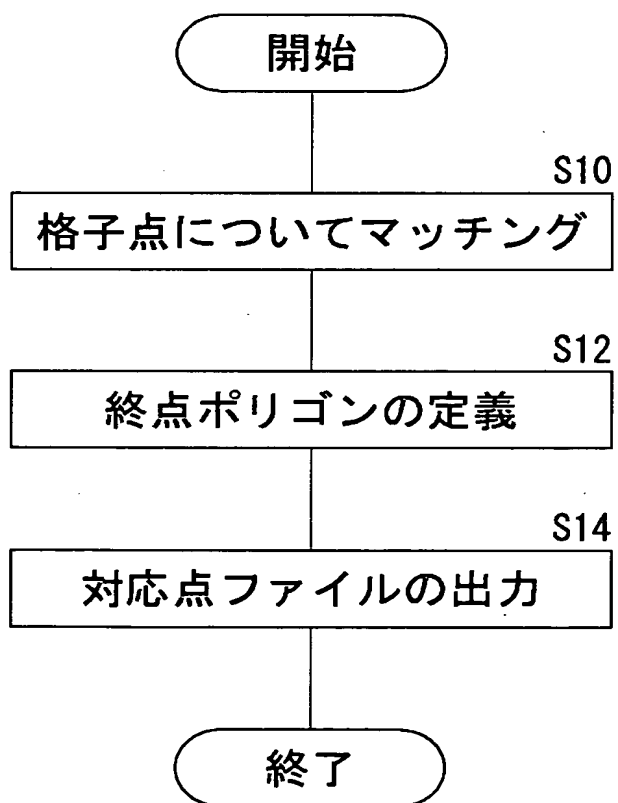 開始
S10
格子点についてマッチング
S12
終点ポリゴンの定義
S14
対応点ファイルの出力
終了